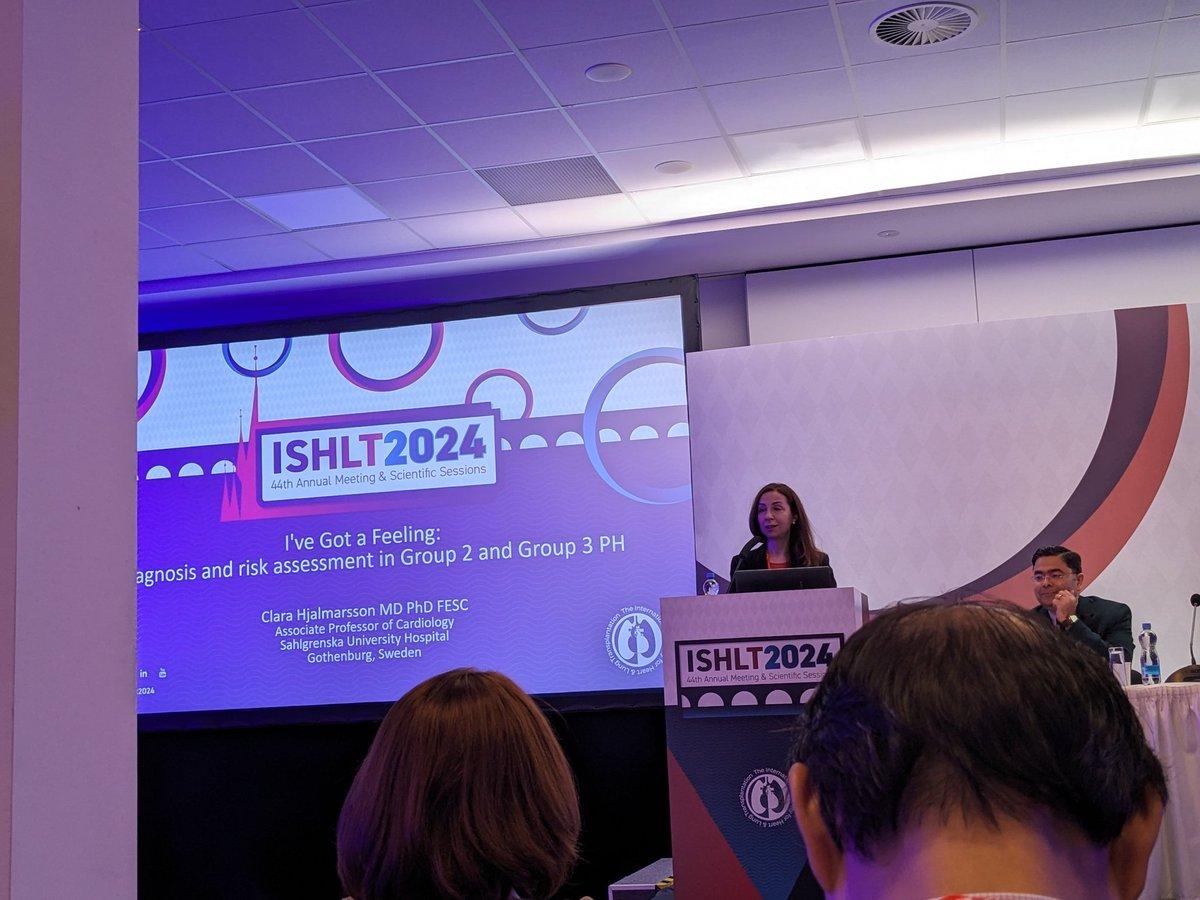 ISHLT2024
44th Annual Meeting & Scientific Sessions
I've Got a Feeling:
agnosis and risk assessment in Group 2 and Group 3 PH
Clara Hjalmarsson MD PhD FESC
Associate Professor of Cardiology
Sahlgrenska University Hospital
Gothenburg, Sweden
in
2024
ISHLT2024
44th Annual Meeting & Scientific Sessi